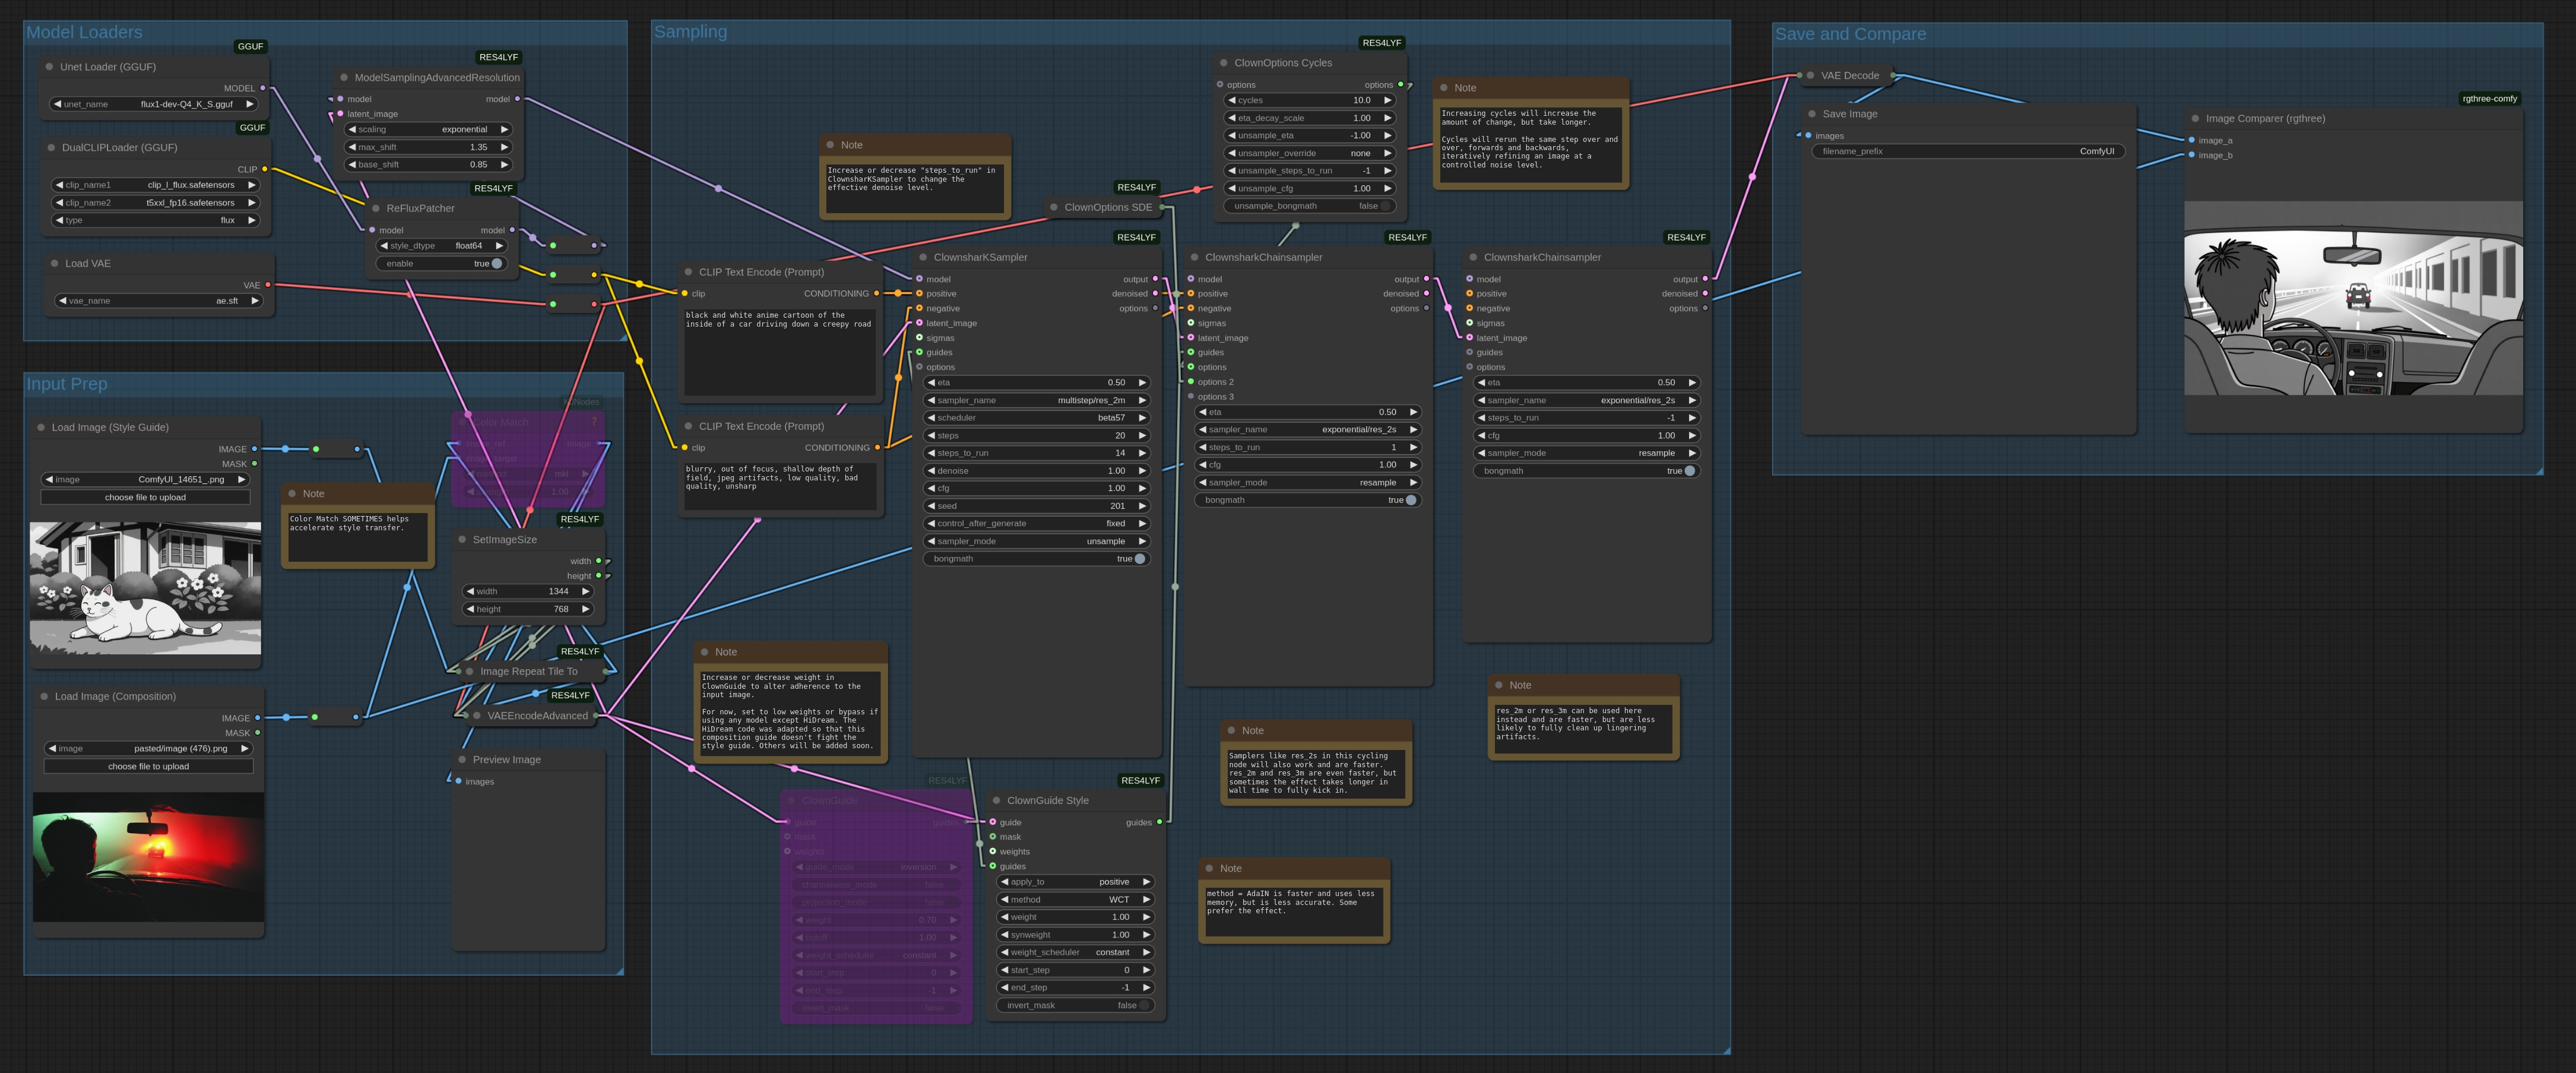 Model Loaders
GGUF
Unet Loader (GGUF)
MODEL
unet_name flux1-dev-Q4_K_S.gguf
GGUF
DualCLIPLoader (GGUF)
CLIP
clip_name1 clip_l_flux.safetensors
clip_name2 t5xxl_fp16.safetensors
type flux
Load VAE
VAE
vae_name ae.sft
RES4LYF
ModelSamplingAdvancedResolution
model model
latent_image
scaling exponential
max_shift 1.35
base_shift 0.85
RES4LYF
ReFluxPatcher
model model
style_dtype float64
enable true
Input Prep
Load Image (Style Guide)
IMAGE
MASK
image ComfyUI_14651_.png
choose file to upload
Note
Color Match SOMETIMES helps
accelerate style transfer.
Load Image (Composition)
IMAGE
MASK
image pasted/image (476).png
choose file to upload
Color Match ?
mkl
1.00
RES4LYF
SetImageSize
width
height
width 1344
height 768
RES4LYF
Image Repeat Tile To
RES4LYF
VAEEncodeAdvanced
Preview Image
images
Sampling
Note
Increase or decrease "steps_to_run" in
ClownsharKSampler to change the
effective denoise level.
RES4LYF
ClownOptions SDE
RES4LYF
ClownOptions Cycles
options options
cycles 10.0
eta_decay_scale 1.00
unsample_eta -1.00
unsampler_override none
unsample_steps_to_run -1
unsample_cfg 1.00
unsample_bongmath false
Note
Increasing cycles will increase the
amount of change, but take longer.
Cycles will rerun the same step over and
over, forwards and backwards,
iteratively refining an image at a
controlled noise level.
CLIP Text Encode (Prompt)
clip CONDITIONING
black and white anime cartoon of the
inside of a car driving down a creepy road
CLIP Text Encode (Prompt)
clip CONDITIONING
blurry, out of focus, shallow depth of
field, jpeg artifacts, low quality, bad
quality, unsharp
RES4LYF
ClownsharKSampler
model output
positive denoised
negative options
latent_image
sigmas
guides
options
eta 0.50
sampler_name multistep/res_2m
scheduler beta57
steps 20
steps_to_run 14
denoise 1.00
cfg 1.00
seed 201
control_after_generate fixed
sampler_mode unsample
bongmath true
RES4LYF
ClownsharkChainsampler
model output
positive denoised
negative options
sigmas
latent_image
guides
options
options 2
options 3
eta 0.50
sampler_name exponential/res_2s
steps_to_run 1
cfg 1.00
sampler_mode resample
bongmath true
RES4LYF
ClownsharkChainsampler
model output
positive denoised
negative options
sigmas
latent_image
guides
options
eta 0.50
sampler_name exponential/res_2s
steps_to_run -1
cfg 1.00
sampler_mode resample
bongmath true
Note
Increase or decrease weight in
ClownGuide to alter adherence to the
input image.
For now, set to low weights or bypass if
using any model except HiDream. The
HiDream code was adapted so that this
composition guide doesn't fight the
style guide. Others will be added soon.
RES4LYF
ClownGuide
guide guides
mask
weights
guide_mode inversion
channelwise_mode false
projection_mode false
weight 0.70
cutoff 1.00
weight_scheduler constant
start_step 0
end_step -1
invert_mask false
RES4LYF
ClownGuide Style
guide guides
mask
weights
guides
apply_to positive
method WCT
weight 1.00
synweight 1.00
weight_scheduler constant
start_step 0
end_step -1
invert_mask false
Note
Samplers like res_2s in this cycling
node will also work and are faster.
res_2m and res_3m are even faster, but
sometimes the effect takes longer in
wall time to fully kick in.
Note
method = AdaIN is faster and uses less
memory, but is less accurate. Some
prefer the effect.
Note
res_2m or res_3m can be used here
instead and are faster, but are less
likely to fully clean up lingering
artifacts.
Save and Compare
VAE Decode
Save Image
images
filename_prefix ComfyUI
rgthree-comfy
Image Comparer (rgthree)
image_a
image_b